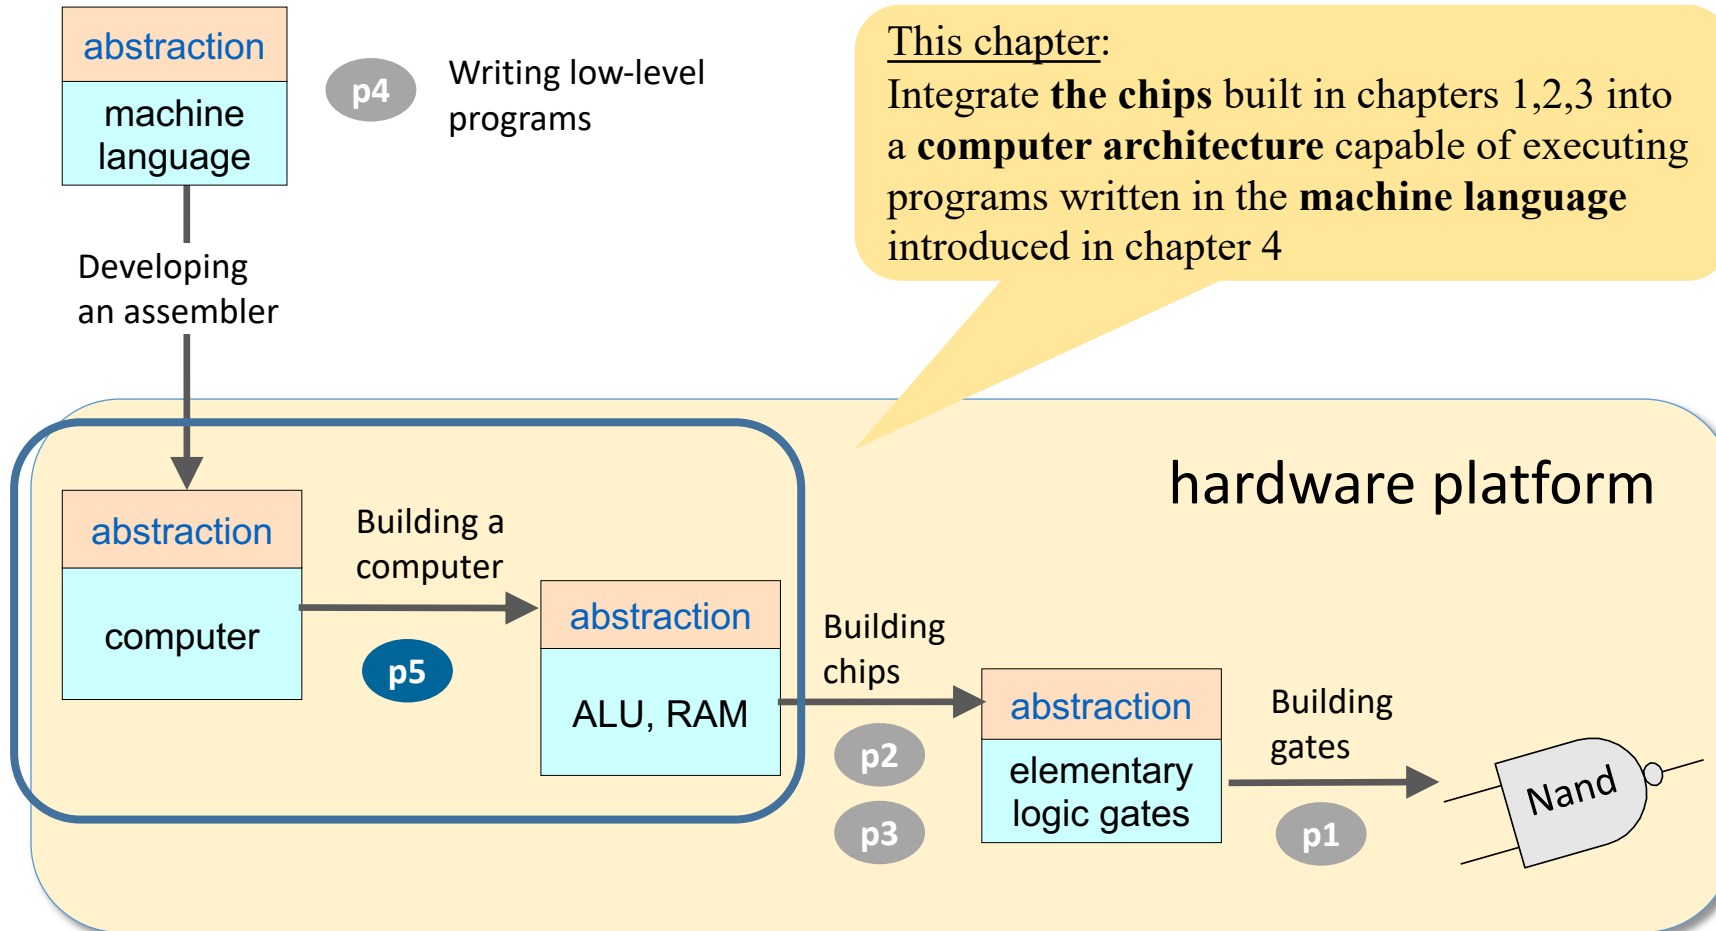 abstraction
machine
language
p4
Writing low-level
programs
This chapter:
Integrate the chips built in chapters 1,2,3 into
a computer architecture capable of executing
programs written in the machine language
introduced in chapter 4
Developing
an assembler
hardware platform
abstraction
computer
Building a
computer
p5
abstraction
ALU, RAM
Building
chips
p2
p3
abstraction
elementary
logic gates
Building
gates
p1
Nand